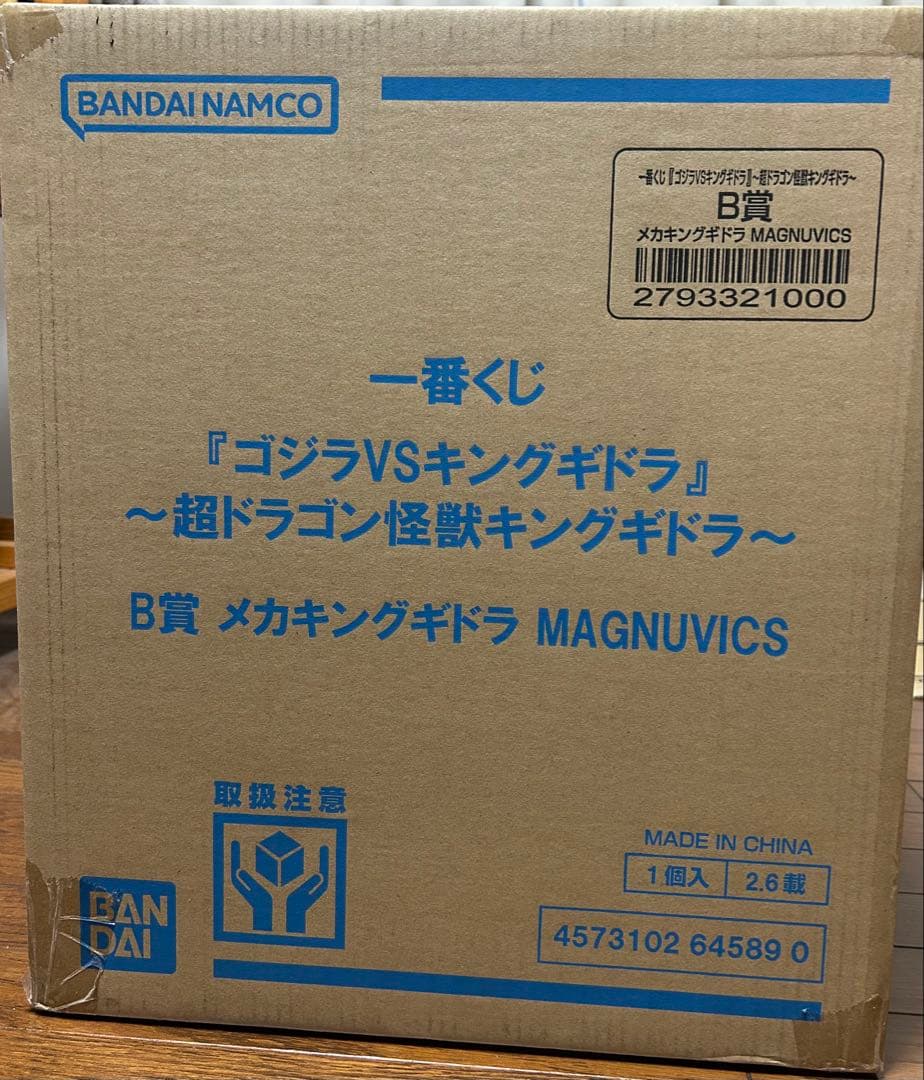 BANDAI NAMCO
一番くじ『ゴジラVSキングギドラ』～超ドラゴン怪獣キングギドラ～
B賞
メカキングギドラ MAGNUVICS
2793321000
一番くじ
『ゴジラVSキングギドラ』
～超ドラゴン怪獣キングギドラ～
B賞 メカキングギドラ MAGNUVICS
取扱注意
MADE IN CHINA
1個入 2.6載
4573102 64589 0
BAN
DAI